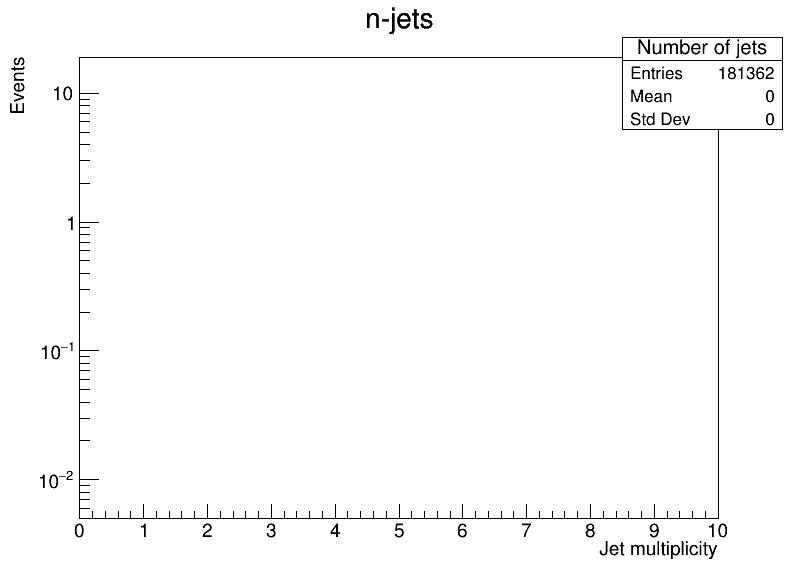 n-jets
Number of jets
Entries 181362
Mean 0
Std Dev 0
Events
10
1
10⁻¹
10⁻²
0 1 2 3 4 5 6 7 8 9 10
Jet multiplicity